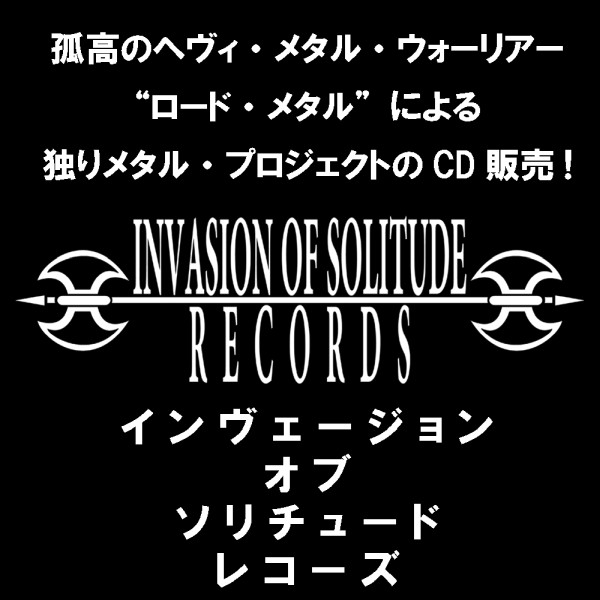 孤高のヘヴィ・メタル・ウォーリアー
“ロード・メタル”による
独りメタル・プロジェクトのCD販売！
INVASION OF SOLITUDE
RECORDS
インヴェージョン
オブ
ソリチュード
レコーズ